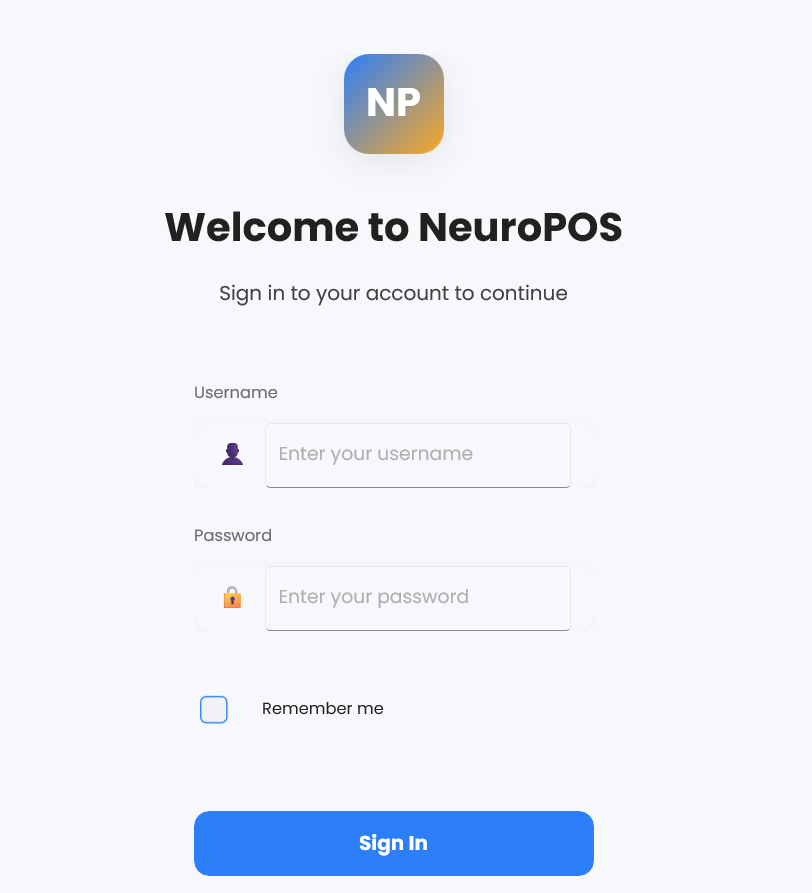 NP
Welcome to NeuroPOS
Sign in to your account to continue
Username
Enter your username
Password
Enter your password
Remember me
Sign In